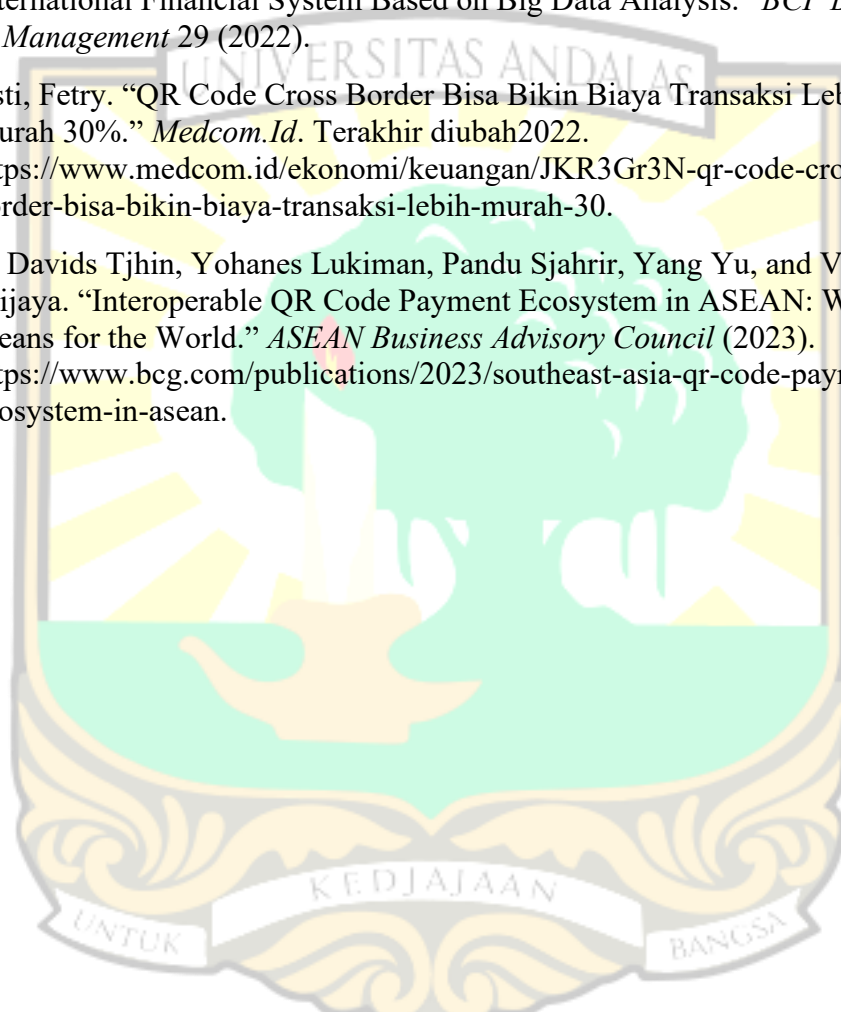 ternational Financial System Based on Big Data Analysis.” BCP
Management 29 (2022).
UNIVERSITAS ANDALAS
sti, Fetry. “QR Code Cross Border Bisa Bikin Biaya Transaksi Leb
urah 30%.” Medcom.Id. Terakhir diubah2022.
tps://www.medcom.id/ekonomi/keuangan/JKR3Gr3N-qr-code-cro
rder-bisa-bikin-biaya-transaksi-lebih-murah-30.
Davids Tjhin, Yohanes Lukiman, Pandu Sjahrir, Yang Yu, and V
ijaya. “Interoperable QR Code Payment Ecosystem in ASEAN: W
eans for the World.” ASEAN Business Advisory Council (2023).
tps://www.bcg.com/publications/2023/southeast-asia-qr-code-payn
osystem-in-asean.
UNTUK KEDJAJAAN BANGSA